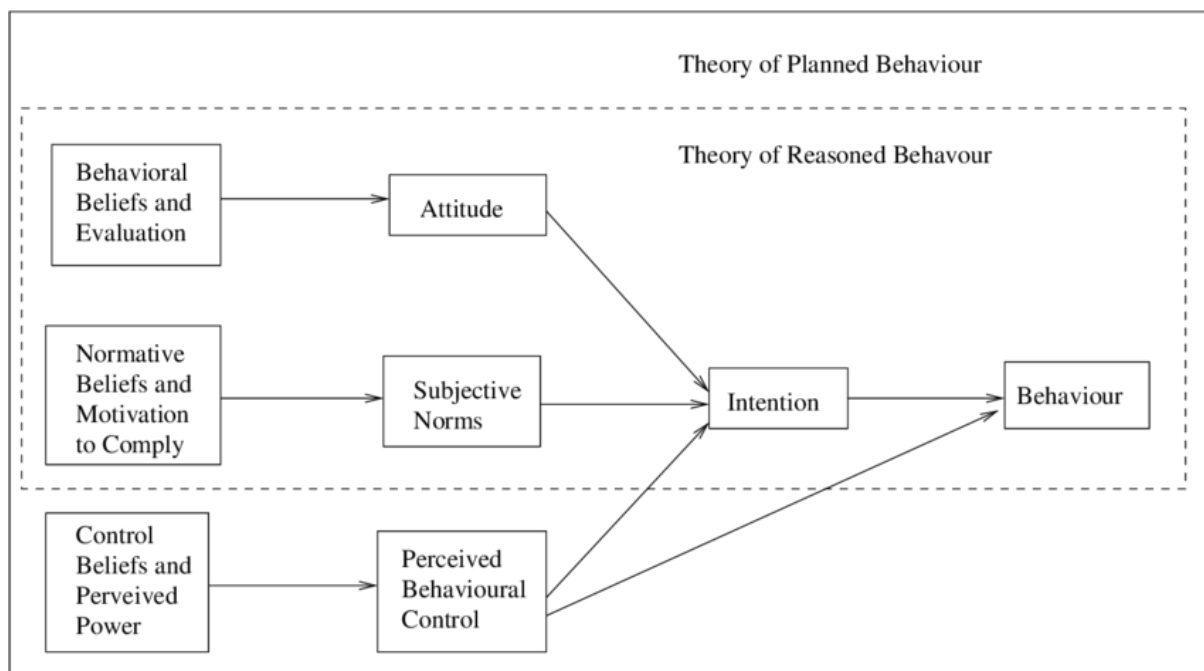 Theory of Planned Behaviour
Theory of Reasoned Behavour
Behavioral
Beliefs and
Evaluation
Attitude
Normative
Beliefs and
Motivation
to Comply
Subjective
Norms
Intention
Behaviour
Control
Beliefs and
Perveived
Power
Perceived
Behavioural
Control